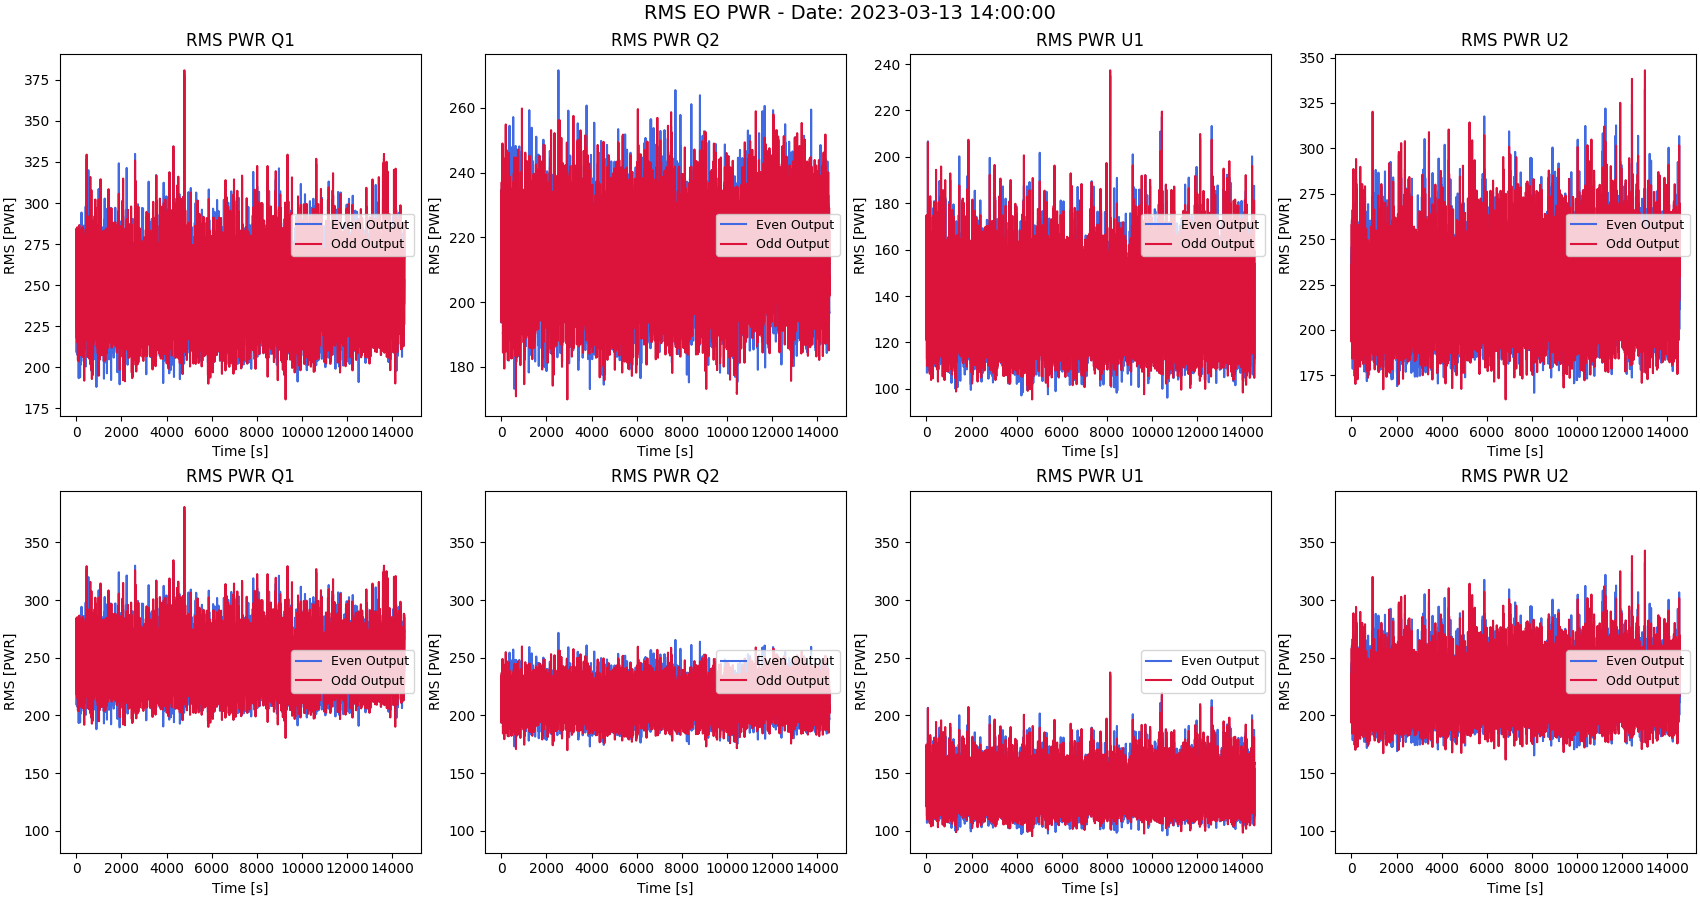 RMS EO PWR - Date: 2023-03-13 14:00:00
RMS PWR Q1
RMS [PWR]
375
350
325
300
275
250
225
200
175
0 2000 4000 6000 8000 10000 12000 14000
Time [s]
Even Output
Odd Output
RMS PWR Q2
RMS [PWR]
260
240
220
200
180
0 2000 4000 6000 8000 10000 12000 14000
Time [s]
Even Output
Odd Output
RMS PWR U1
RMS [PWR]
240
220
200
180
160
140
120
100
0 2000 4000 6000 8000 10000 12000 14000
Time [s]
Even Output
Odd Output
RMS PWR U2
RMS [PWR]
350
325
300
275
250
225
200
175
0 2000 4000 6000 8000 10000 12000 14000
Time [s]
Even Output
Odd Output
RMS PWR Q1
RMS [PWR]
350
300
250
200
150
100
0 2000 4000 6000 8000 10000 12000 14000
Time [s]
Even Output
Odd Output
RMS PWR Q2
RMS [PWR]
350
300
250
200
150
100
0 2000 4000 6000 8000 10000 12000 14000
Time [s]
Even Output
Odd Output
RMS PWR U1
RMS [PWR]
350
300
250
200
150
100
0 2000 4000 6000 8000 10000 12000 14000
Time [s]
Even Output
Odd Output
RMS PWR U2
RMS [PWR]
350
300
250
200
150
100
0 2000 4000 6000 8000 10000 12000 14000
Time [s]
Even Output
Odd Output